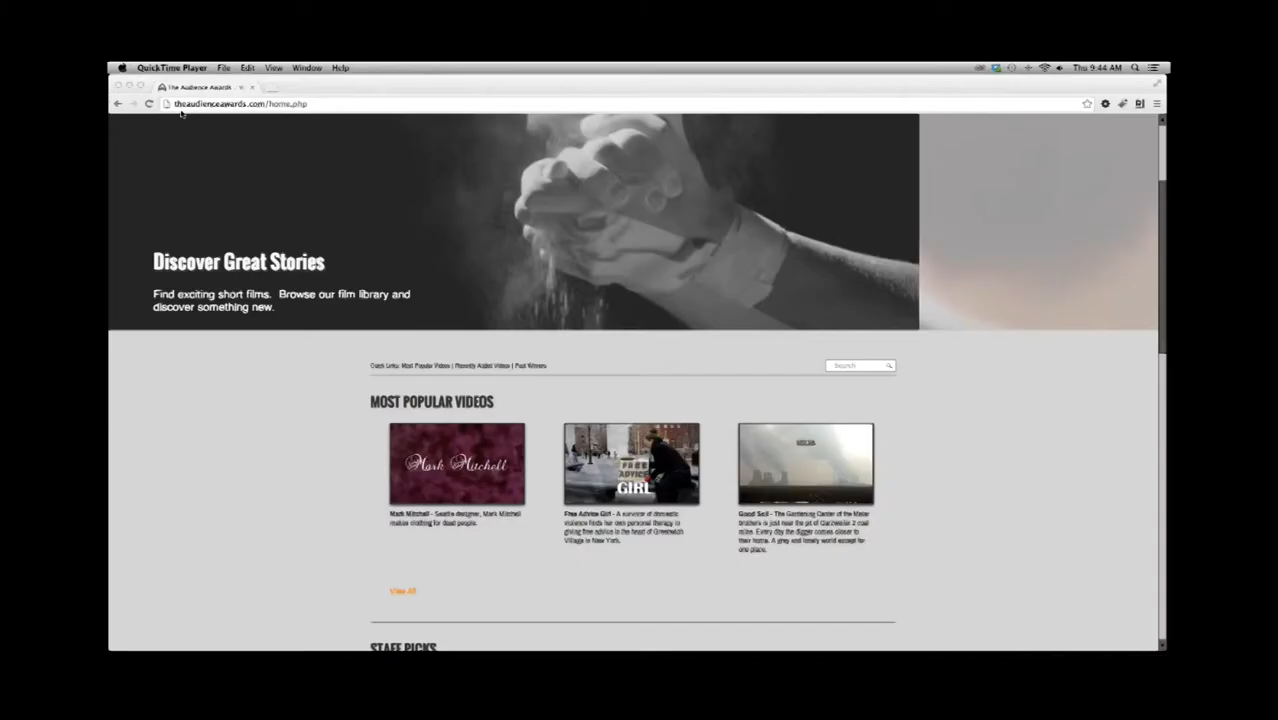 QuickTime Player File Edit View Window Help Thu 9:44 AM
The Audience Awards
theaudienceawards.com/home.php
Discover Great Stories
Find exciting short films. Browse our film library and
discover something new.
Quick Links: Most Popular Videos | Recently Added Videos | Past Winners
Search
MOST POPULAR VIDEOS
Mark Mitchell
FREE
ADVICE
GIRL
Mark Mitchell - Seattle designer, Mark Mitchell
makes clothing for dead people.
Free Advice Girl - A survivor of domestic
violence finds her own personal therapy in
giving free advice in the heart of Greenwich
Village in New York.
Good Soil - The Gardening Center of the Meier
brothers is just near the pit of Garzweiler 2 coal
mine. Every day the digger comes closer to
their home. A grey and lonely world except for
one place.
View All
STAFF PICKS